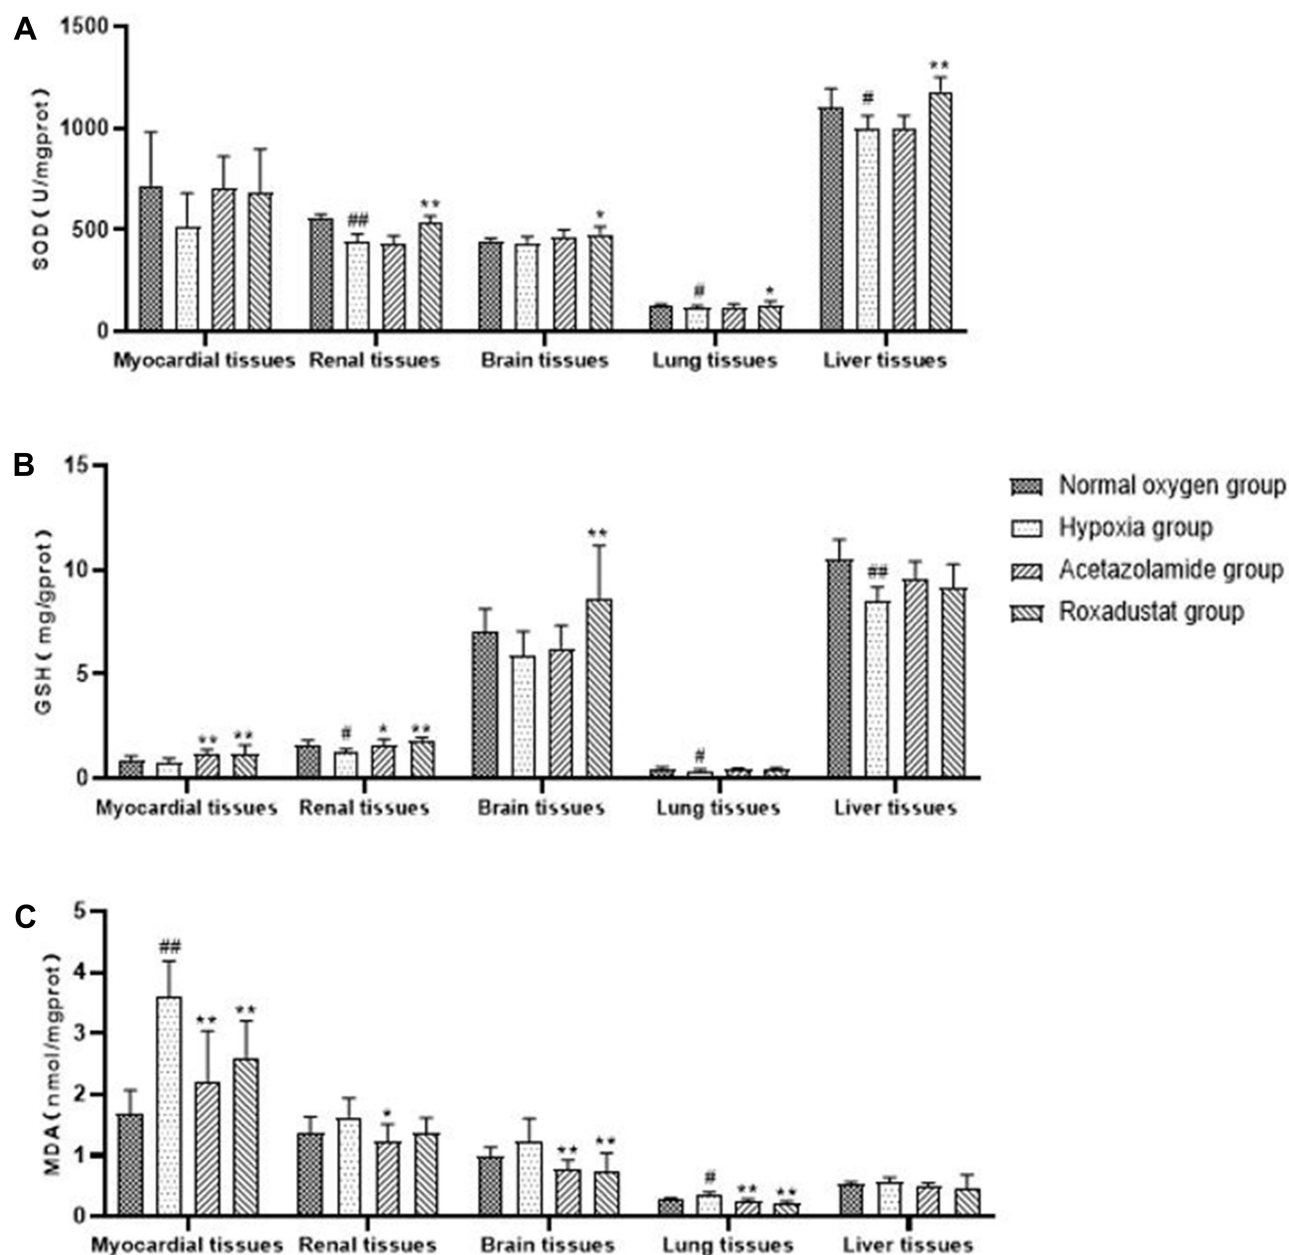 A
1500
1000
500
0
SOD ( U/mgprot)
#
**
##
**
*
#
*
Myocardial tissues Renal tissues Brain tissues Lung tissues Liver tissues
B
15
10
5
0
GSH ( mg/gprot)
**
##
** **
# * **
#
Myocardial tissues Renal tissues Brain tissues Lung tissues Liver tissues
Normal oxygen group
Hypoxia group
Acetazolamide group
Roxadustat group
C
5
4
3
2
1
0
MDA ( nmol/mgprot)
##
** **
*
** **
# ** **
Myocardial tissues Renal tissues Brain tissues Lung tissues Liver tissues